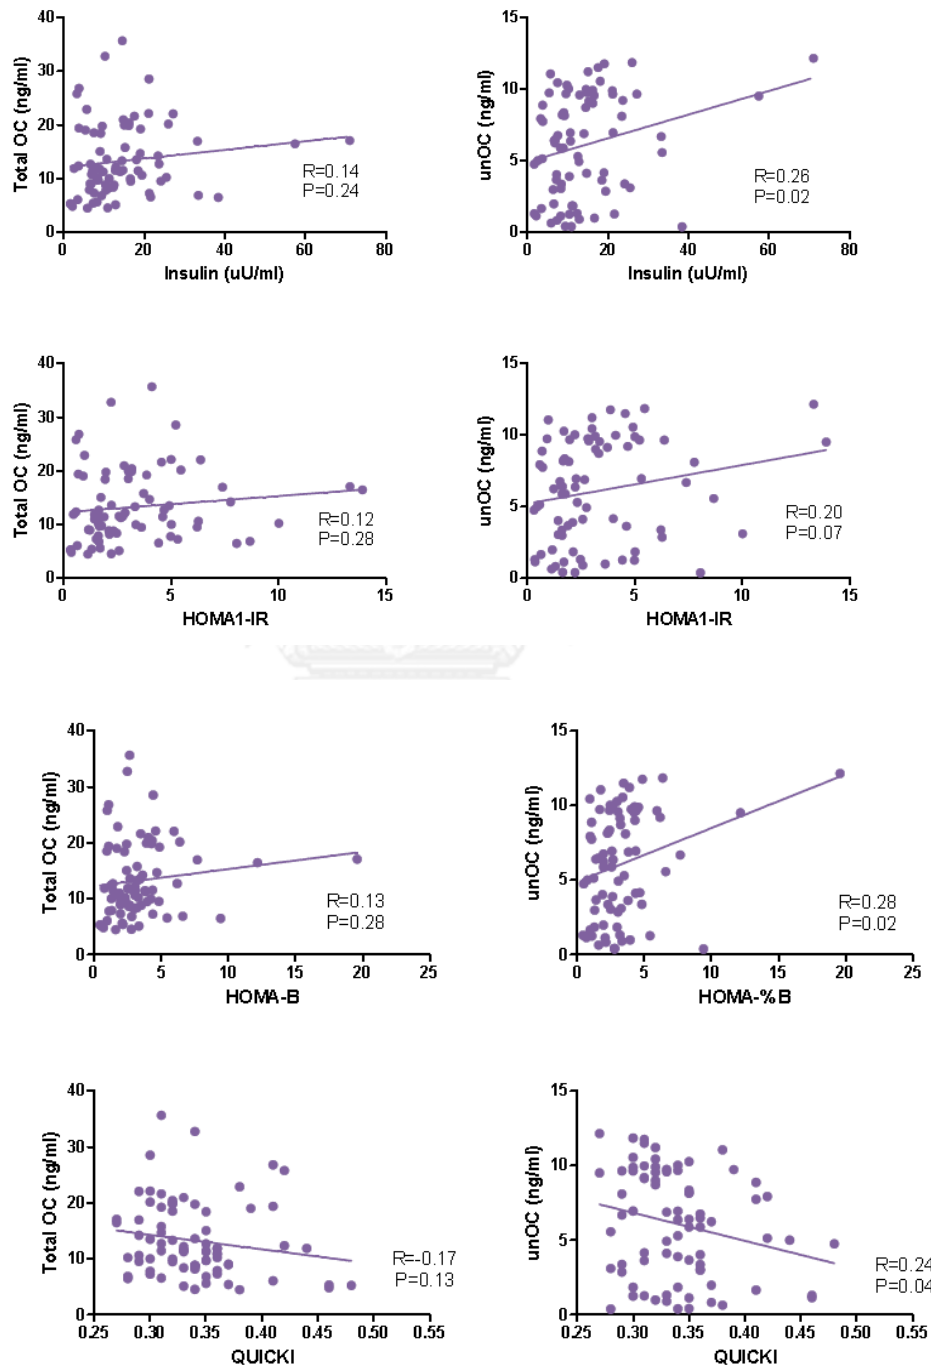 40
30
20
10
0
0 20 40 60 80
Total OC (ng/ml)
Insulin (uU/ml)
R=0.14
P=0.24
15
10
5
0
0 20 40 60 80
unOC (ng/ml)
Insulin (uU/ml)
R=0.26
P=0.02
40
30
20
10
0
0 5 10 15
Total OC (ng/ml)
HOMA1-IR
R=0.12
P=0.28
15
10
5
0
0 5 10 15
unOC (ng/ml)
HOMA1-IR
R=0.20
P=0.07
40
30
20
10
0
0 5 10 15 20 25
Total OC (ng/ml)
HOMA-B
R=0.13
P=0.28
15
10
5
0
0 5 10 15 20 25
unOC (ng/ml)
HOMA-%B
R=0.28
P=0.02
40
30
20
10
0
0.25 0.30 0.35 0.40 0.45 0.50 0.55
Total OC (ng/ml)
QUICKI
R=-0.17
P=0.13
15
10
5
0
0.25 0.30 0.35 0.40 0.45 0.50 0.55
unOC (ng/ml)
QUICKI
R=0.24
P=0.04